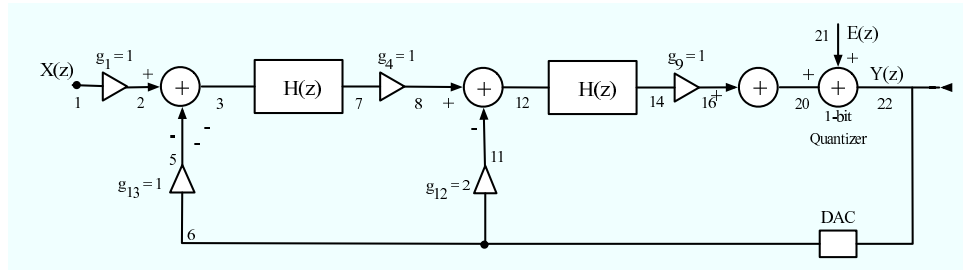 21 E(z)
+
g1 = 1
g4 = 1
g9 = 1
X(z)
Y(z)
+
+
H(z)
+
H(z)
+
+
+
1
2
3
7
8
+
12
14
16
+
20
22
1-bit
Quantizer
-
-
-
-
5
11
g13 = 1
g12 = 2
DAC
6